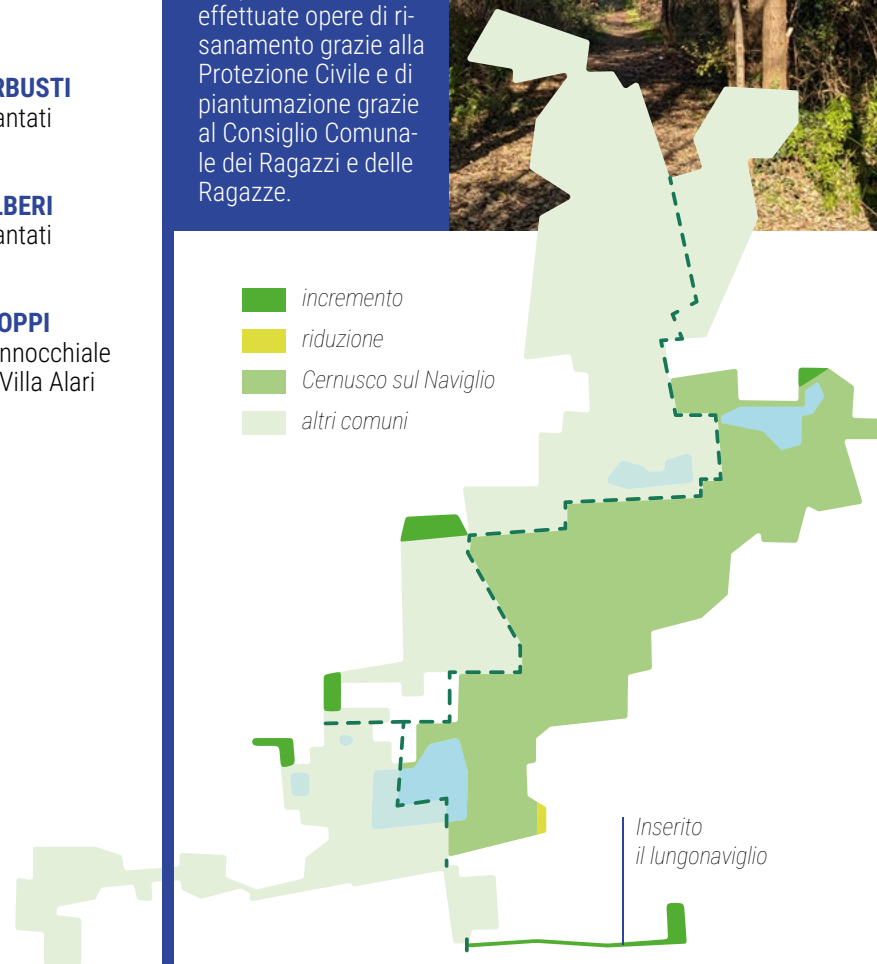 effettuate opere di ri-
sanamento grazie alla
Protezione Civile e di
piantumazione grazie
al Consiglio Comuna-
le dei Ragazzi e delle
Ragazze.
RBUSTI
antati
LBERI
antati
OPPI
nnocchiale
Villa Alari
incremento
riduzione
Cernusco sul Naviglio
altri comuni
Inserito
il lungonaviglio